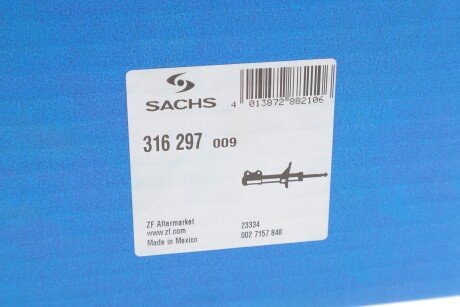 SACHS
4 013872 882106
316 297 009
ZF Aftermarket
www.zf.com
Made in Mexico
23334
802 7157 848